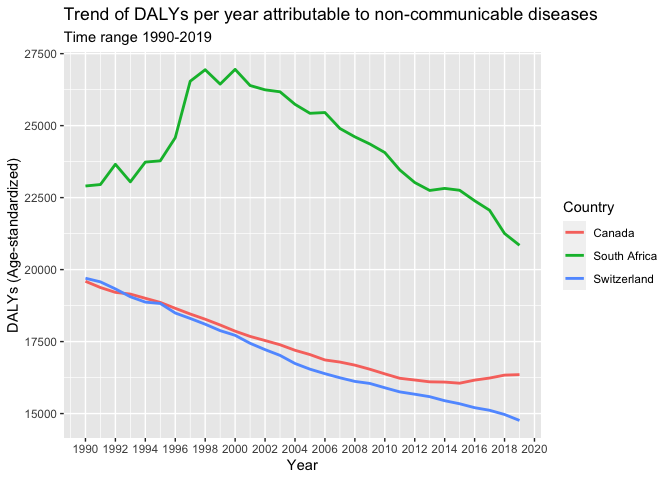 Trend of DALYs per year attributable to non-communicable diseases
Time range 1990-2019
27500
25000
22500
20000
17500
15000
DALYs (Age-standardized)
1990 1992 1994 1996 1998 2000 2002 2004 2006 2008 2010 2012 2014 2016 2018 2020
Year
Country
Canada
South Africa
Switzerland